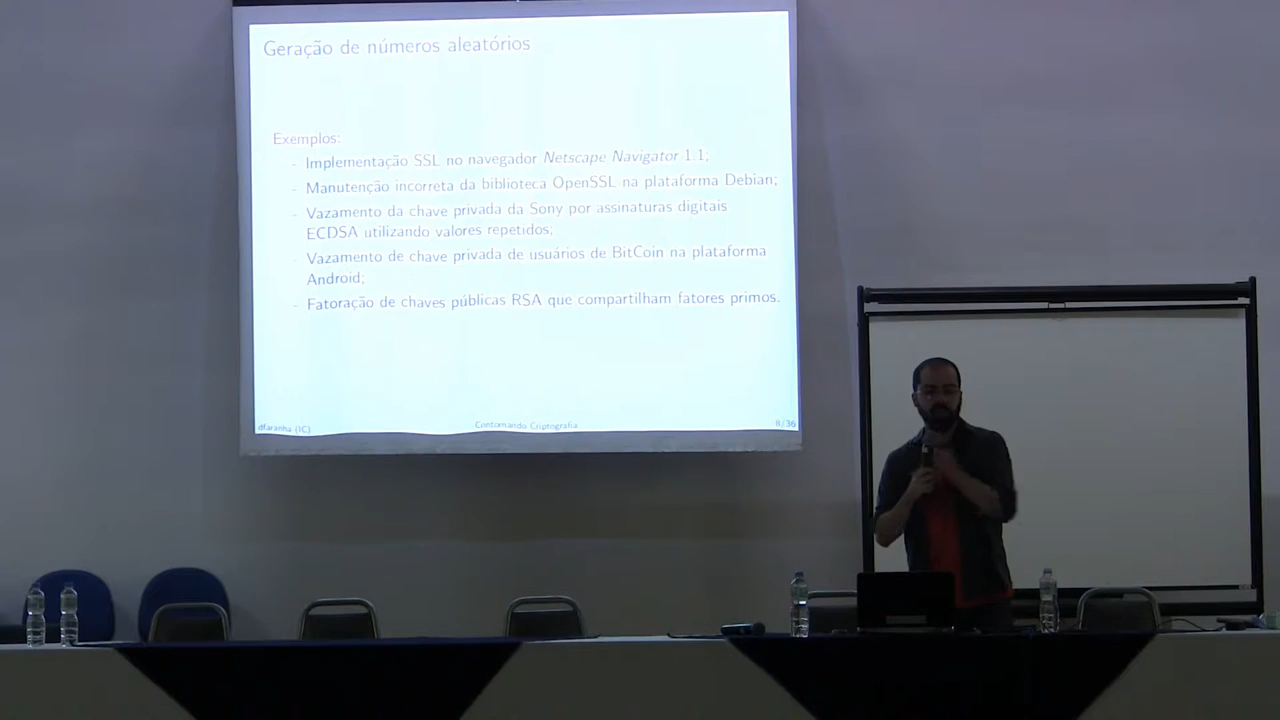 Geração de números aleatórios
Exemplos:
- Implementação SSL no navegador Netscape Navigator 1.1;
- Manutenção incorreta da biblioteca OpenSSL na plataforma Debian;
- Vazamento da chave privada da Sony por assinaturas digitais
ECDSA utilizando valores repetidos;
- Vazamento de chave privada de usuários de BitCoin na plataforma
Android;
- Fatoração de chaves públicas RSA que compartilham fatores primos.
dfaranha (IC)
Contornando Criptografia
8/36